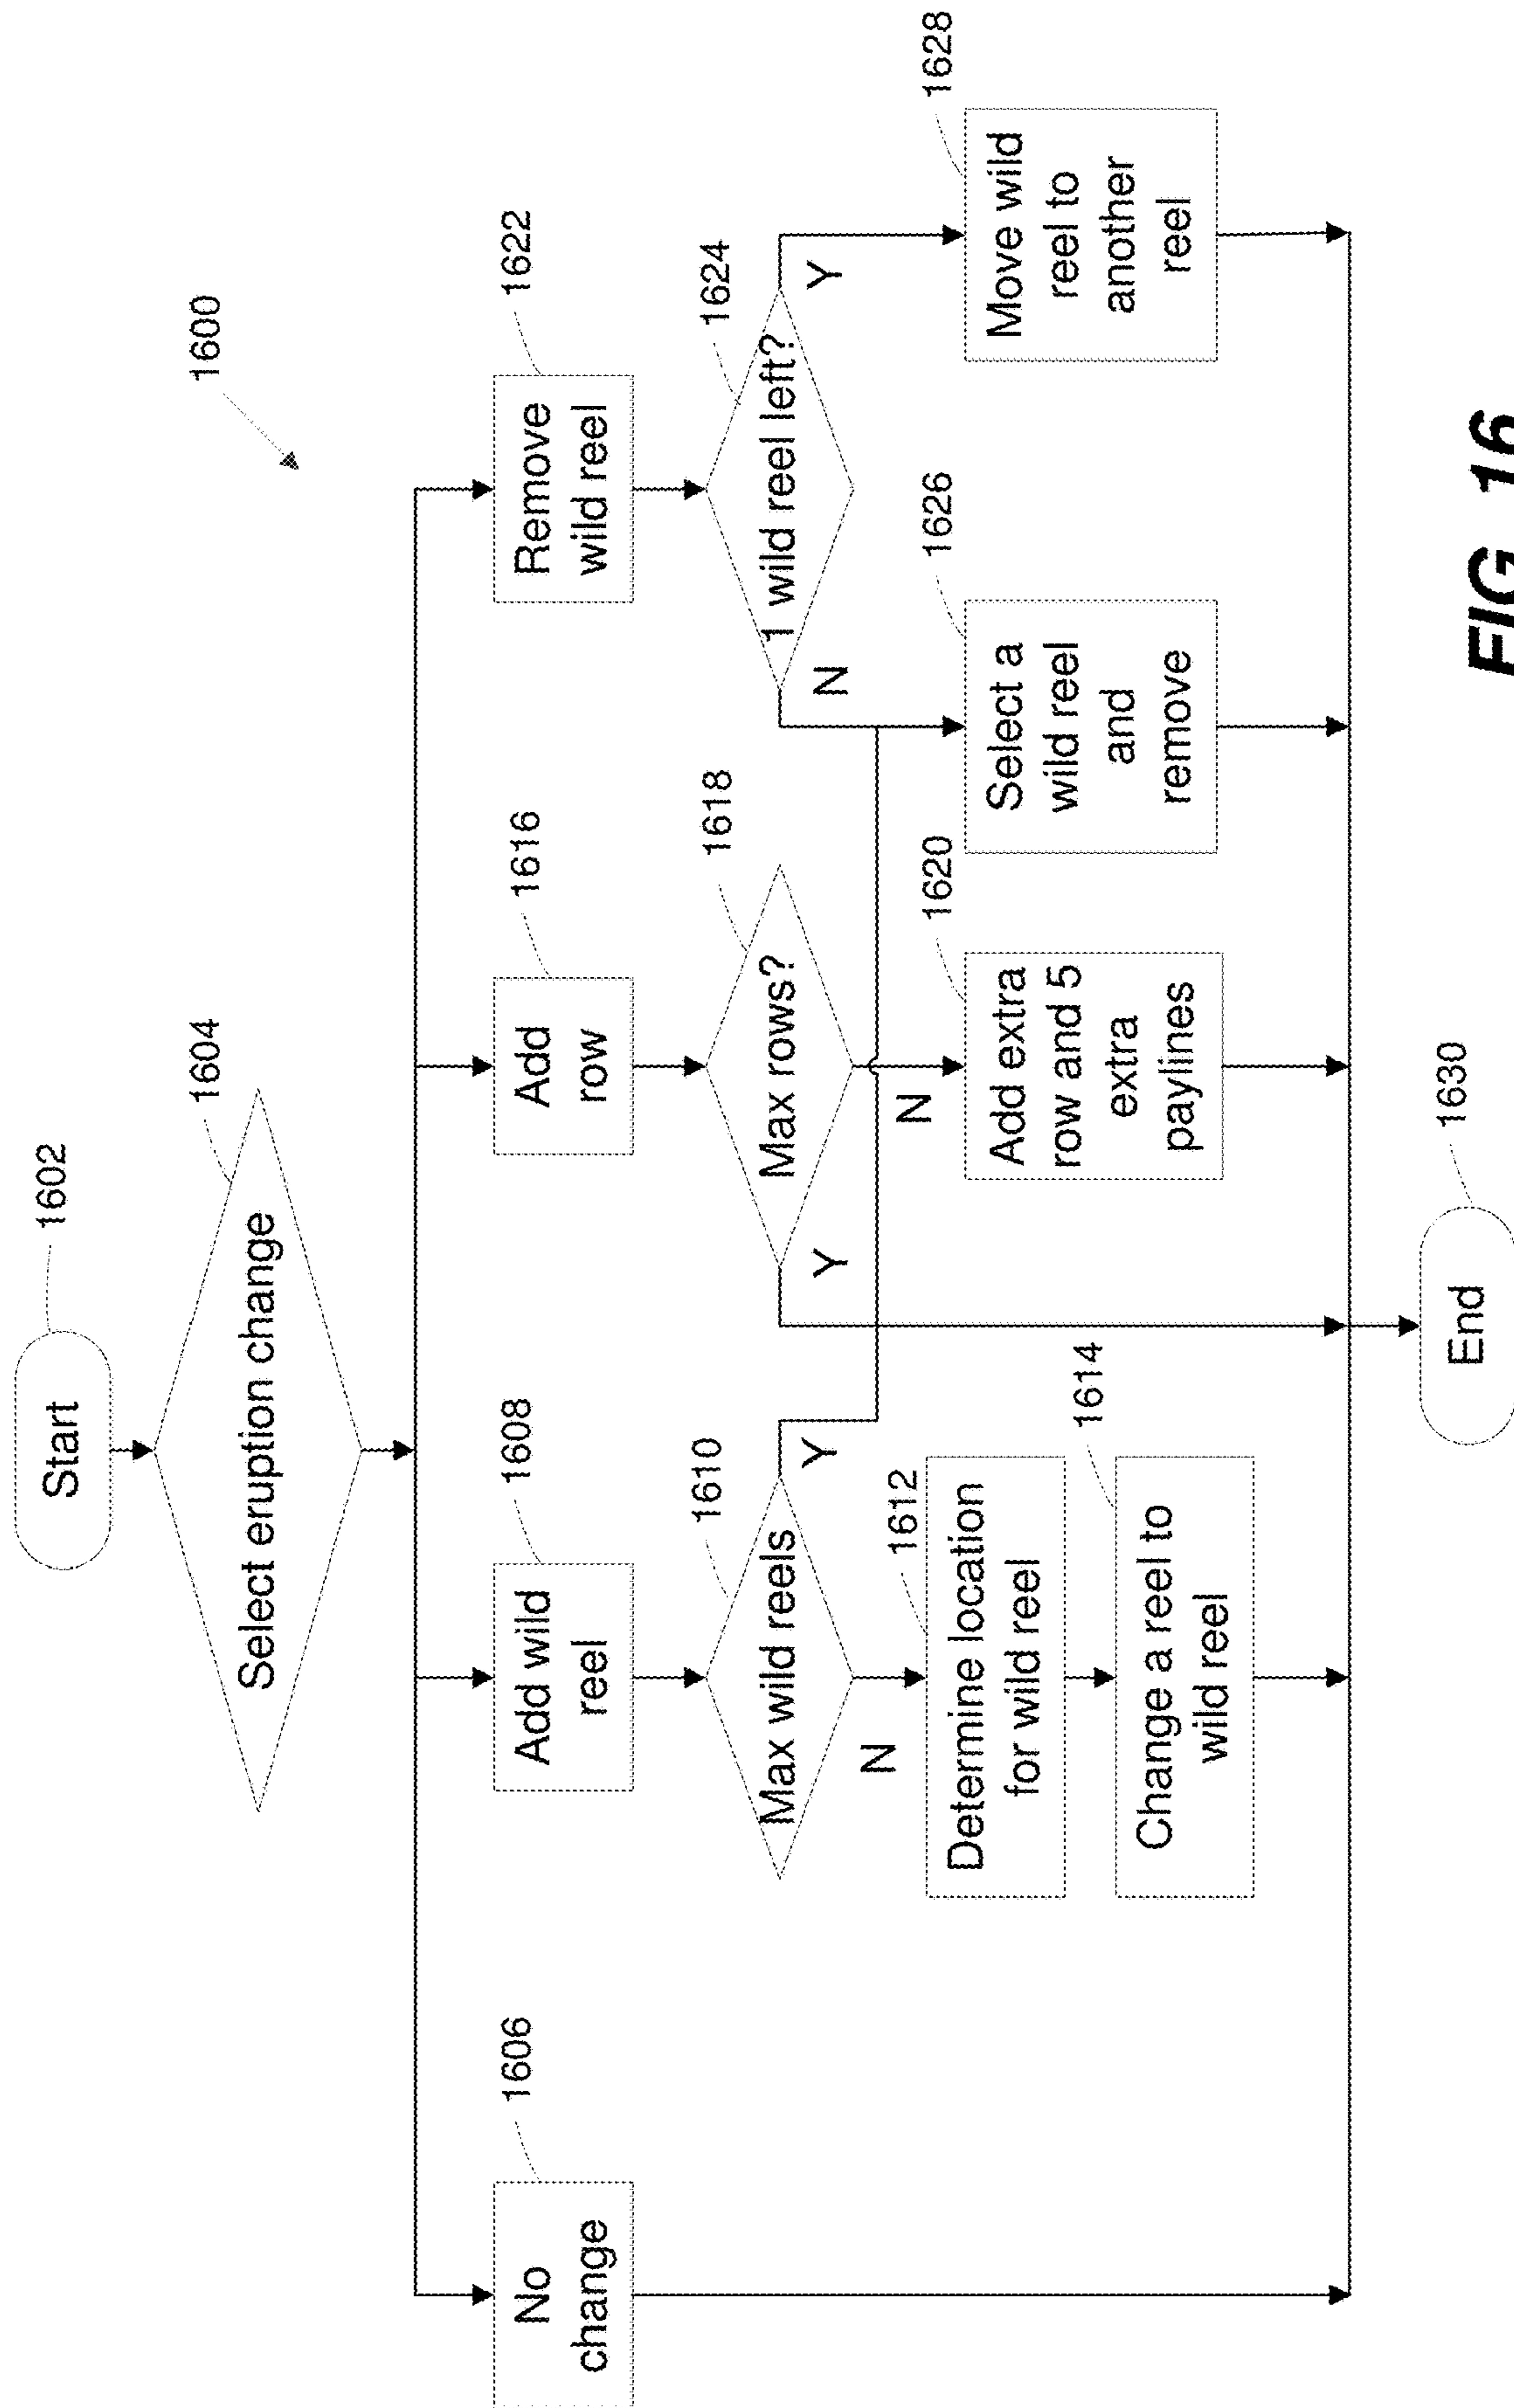 1600
Start
1602
Select eruption change
1604
No
change
1606
Add wild
reel
1608
Add
row
1616
Remove
wild reel
1622
Max wild reels
1610
Y
N
Max rows?
1618
Y
N
1 wild reel left?
1624
N
Y
Determine location
for wild reel
1612
Change a reel to
wild reel
1614
Add extra
row and 5
extra
paylines
1620
Select a
wild reel
and
remove
1626
Move wild
reel to
another
reel
1628
End
1630
FIG. 16